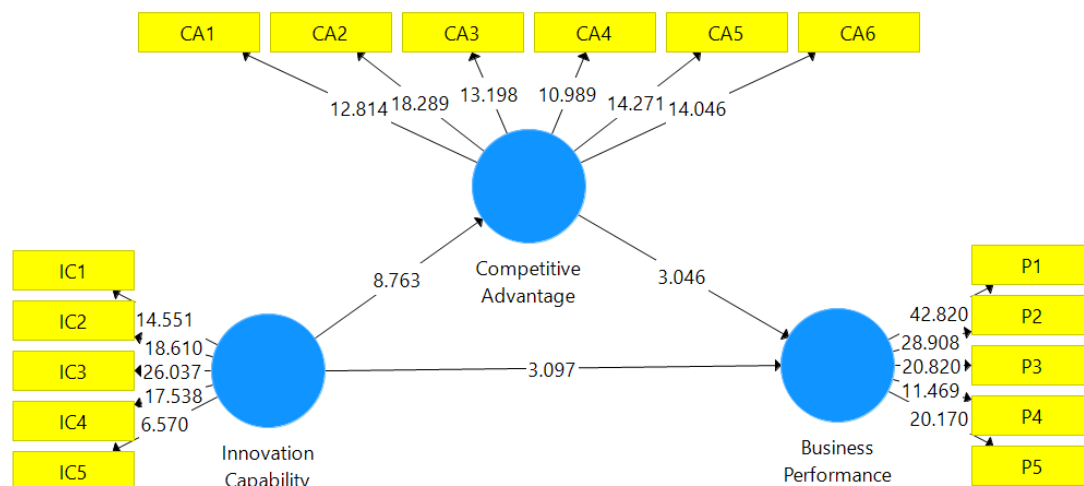 CA1 CA2 CA3 CA4 CA5 CA6
12.814 18.289 13.198 10.989 14.271 14.046
Competitive
Advantage
8.763
3.046
3.097
IC1
IC2
IC3
IC4
IC5
14.551
18.610
26.037
17.538
6.570
Innovation
Capability
P1
P2
P3
P4
P5
42.820
28.908
20.820
11.469
20.170
Business
Performance